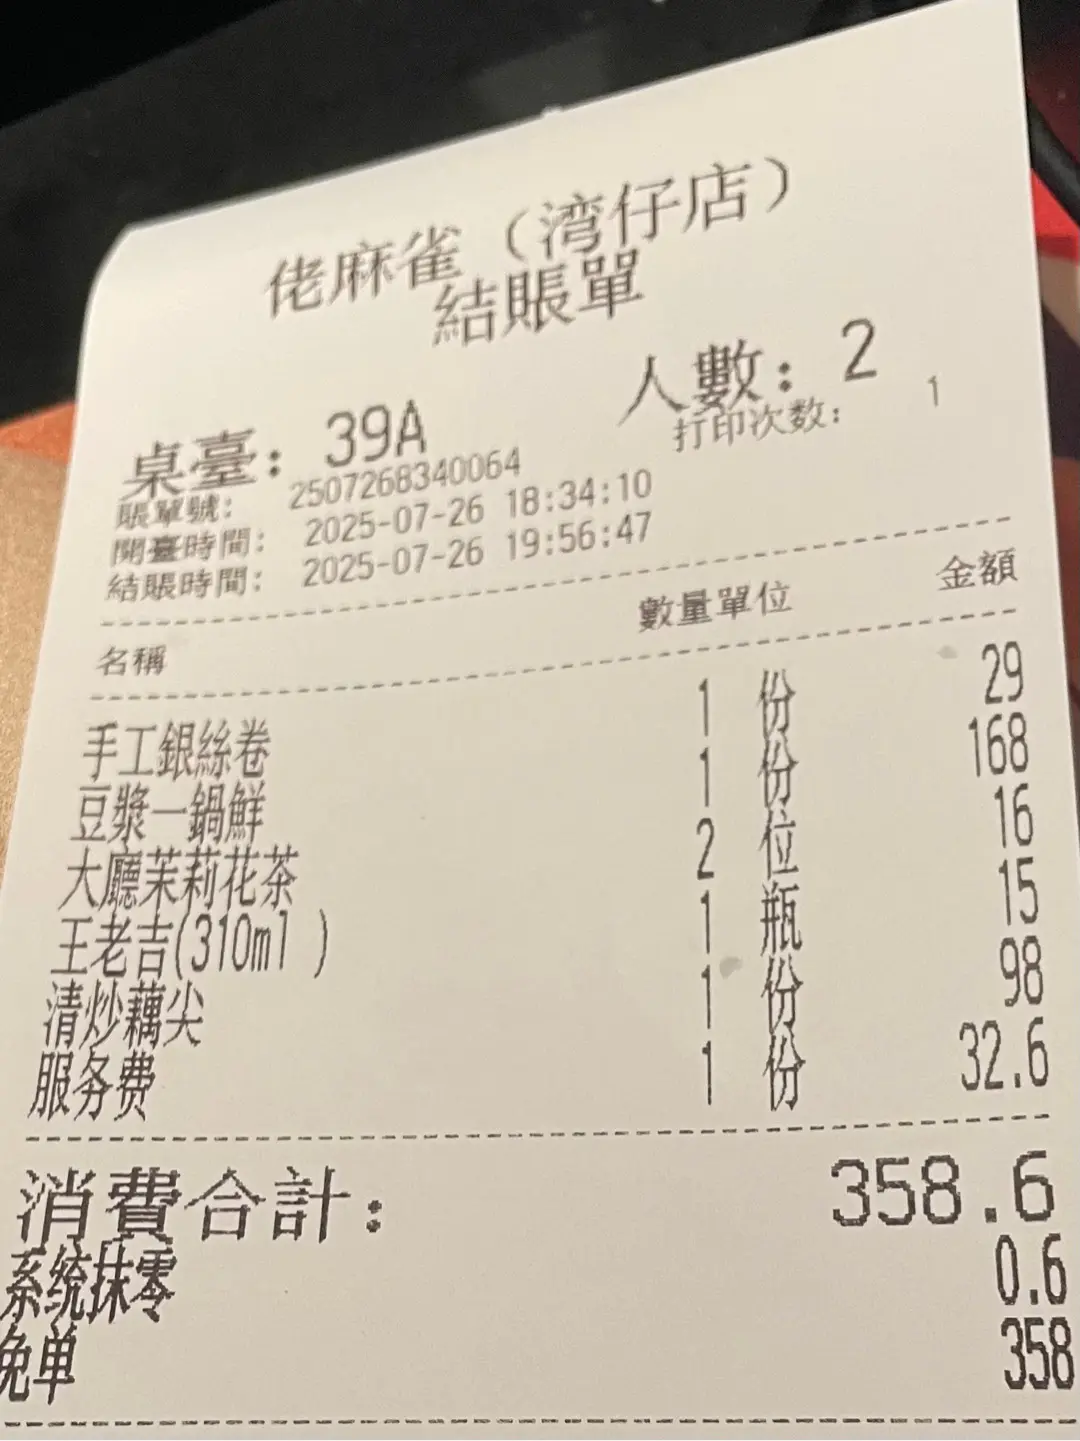 佬麻雀（湾仔店）
結賬單
桌臺：39A 人數：2
賬單號：2507268340064 打印次数：1
開臺時間：2025-07-26 18:34:10
結賬時間：2025-07-26 19:56:47
名稱 數量單位 金額
手工銀絲卷 1 份 29
豆漿一鍋鮮 1 份 168
大廳茉莉花茶 2 位 16
王老吉(310ml ) 1 瓶 15
清炒藕尖 1 份 98
服务费 1 份 32.6
消費合計：358.6
系统抹零 0.6
免单 358